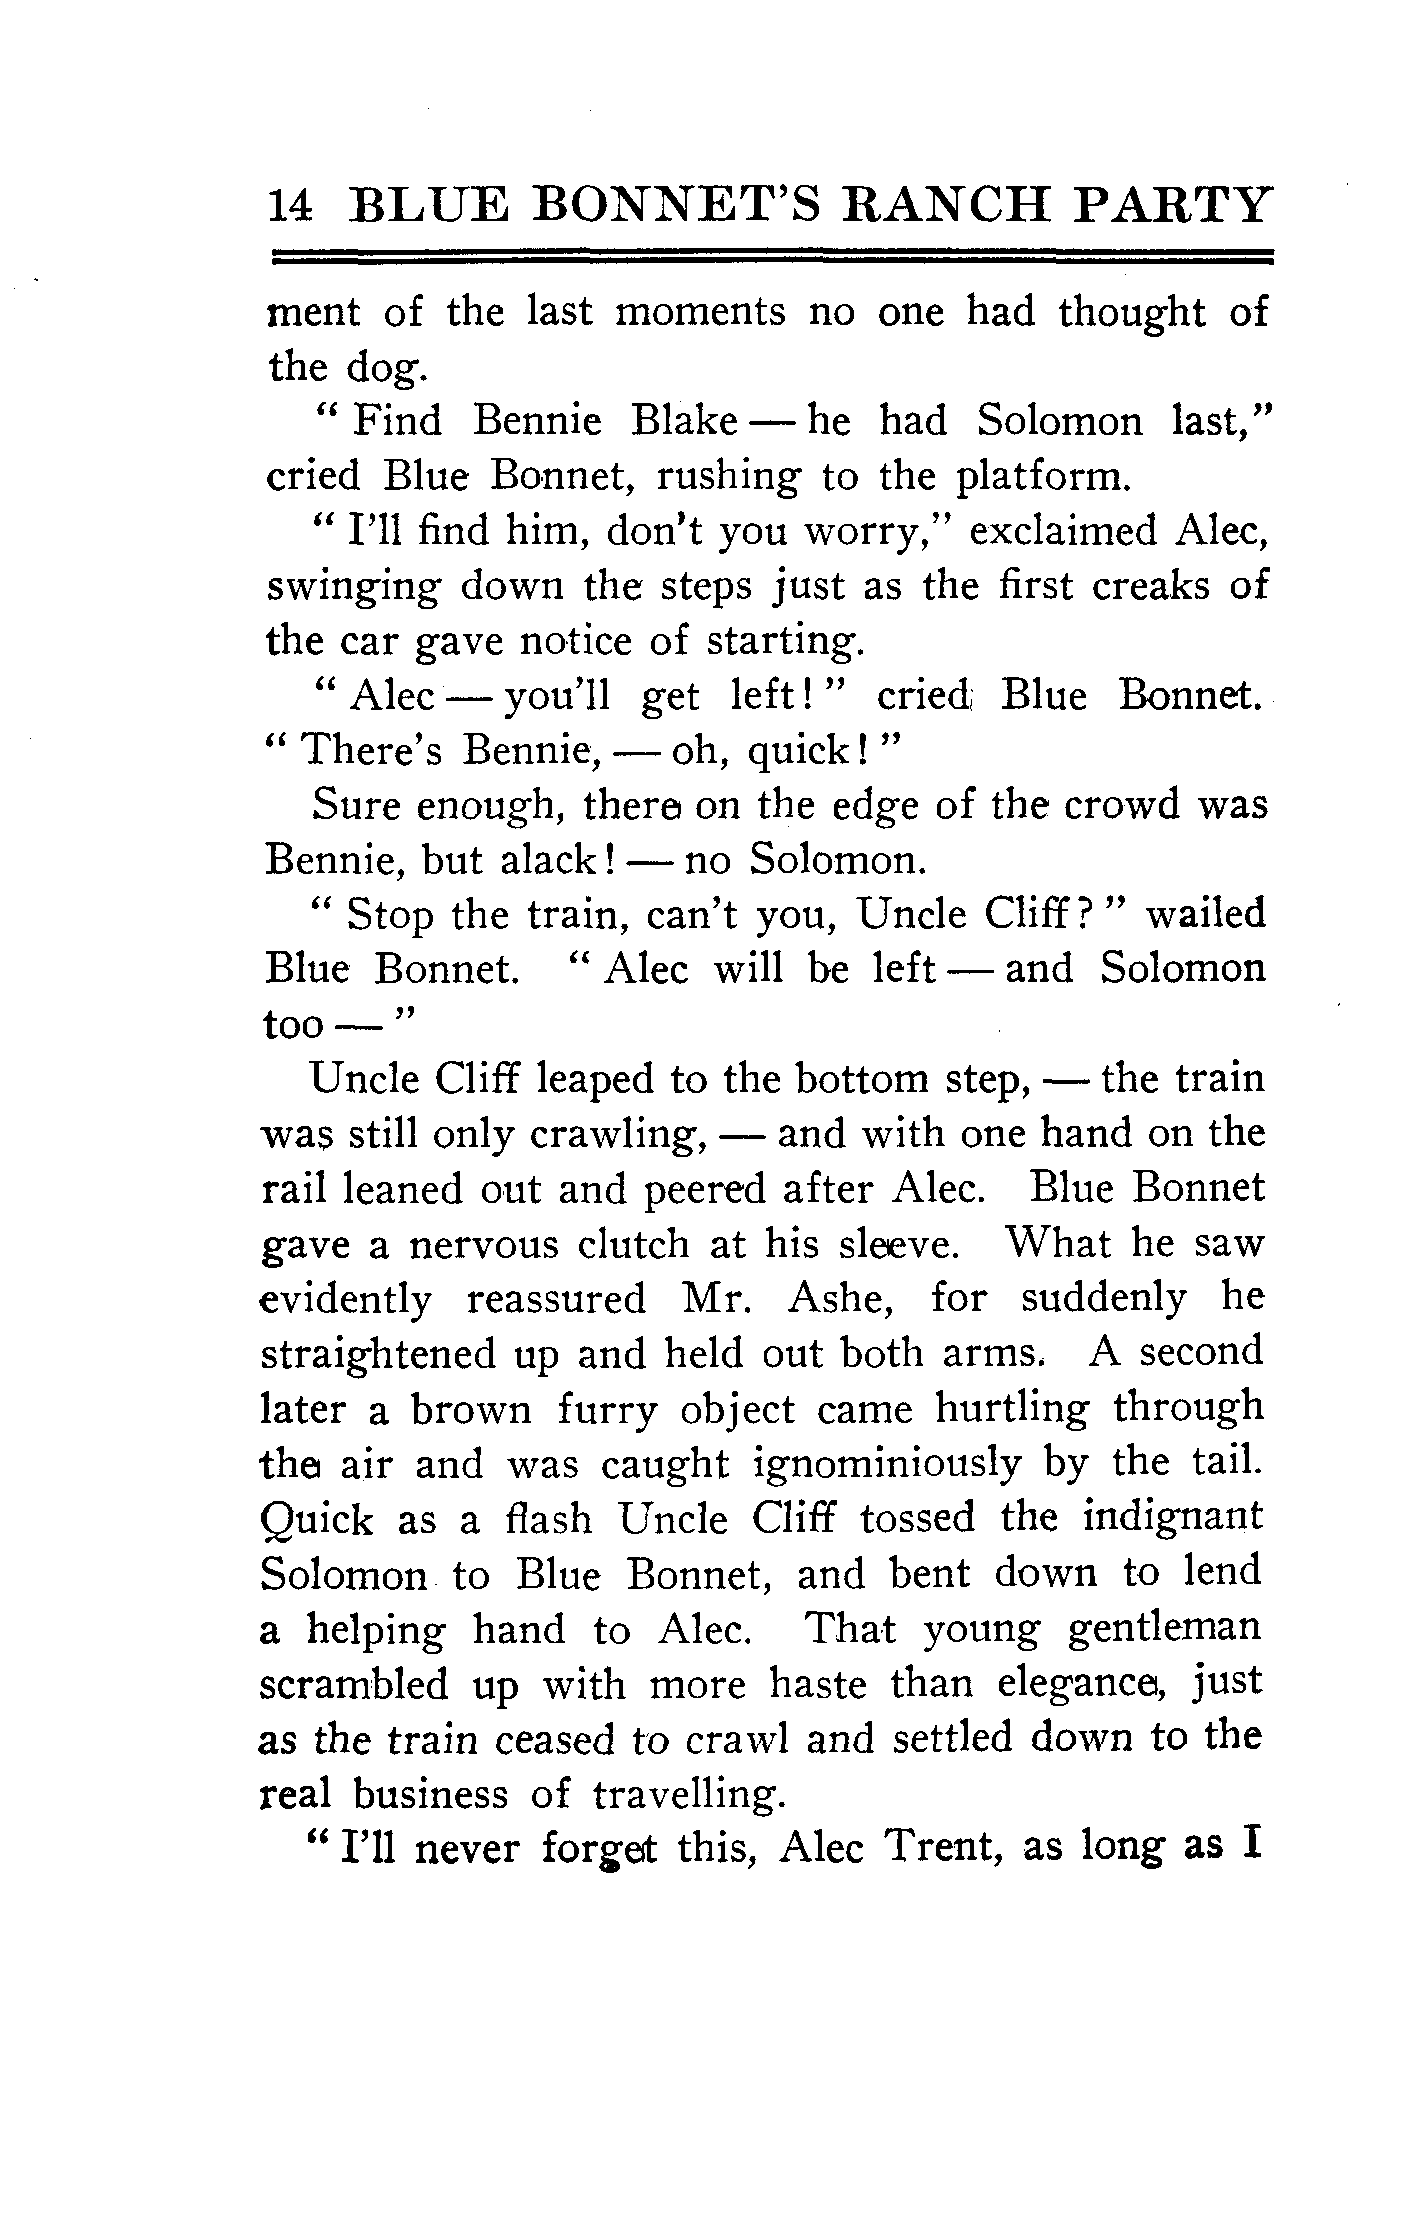 14 BLUE BONNET'S RANCH PARTY
ment of the last moments no one had thought of
the dog.
" Find Bennie Blake — he had Solomon last,"
cried Blue Bonnet, rushing to the platform.
" I'll find him, don't you worry," exclaimed Alec,
swinging down the steps just as the first creaks of
the car gave notice of starting.
" Alec — you'll get left! " cried Blue Bonnet.
" There's Bennie, — oh, quick! "
Sure enough, there on the edge of the crowd was
Bennie, but alack! — no Solomon.
" Stop the train, can't you, Uncle Cliff? " wailed
Blue Bonnet. " Alec will be left — and Solomon
too — "
Uncle Cliff leaped to the bottom step, — the train
was still only crawling, — and with one hand on the
rail leaned out and peered after Alec. Blue Bonnet
gave a nervous clutch at his sleeve. What he saw
evidently reassured Mr. Ashe, for suddenly he
straightened up and held out both arms. A second
later a brown furry object came hurtling through
the air and was caught ignominiously by the tail.
Quick as a flash Uncle Cliff tossed the indignant
Solomon to Blue Bonnet, and bent down to lend
a helping hand to Alec. That young gentleman
scrambled up with more haste than elegance, just
as the train ceased to crawl and settled down to the
real business of travelling.
" I'll never forget this, Alec Trent, as long as I